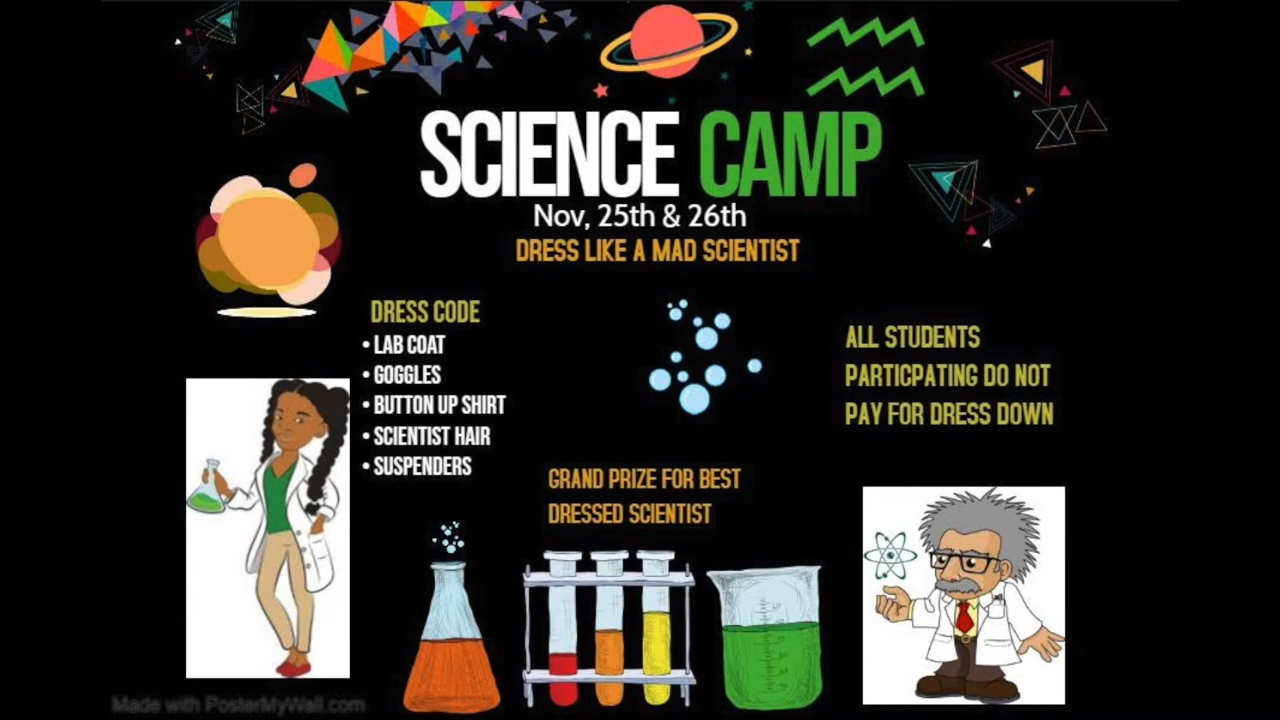 SCIENCE CAMP
Nov, 25th & 26th
DRESS LIKE A MAD SCIENTIST
DRESS CODE
• LAB COAT
• GOGGLES
• BUTTON UP SHIRT
• SCIENTIST HAIR
• SUSPENDERS
ALL STUDENTS
PARTICPATING DO NOT
PAY FOR DRESS DOWN
GRAND PRIZE FOR BEST
DRESSED SCIENTIST
Made with PosterMyWall.com